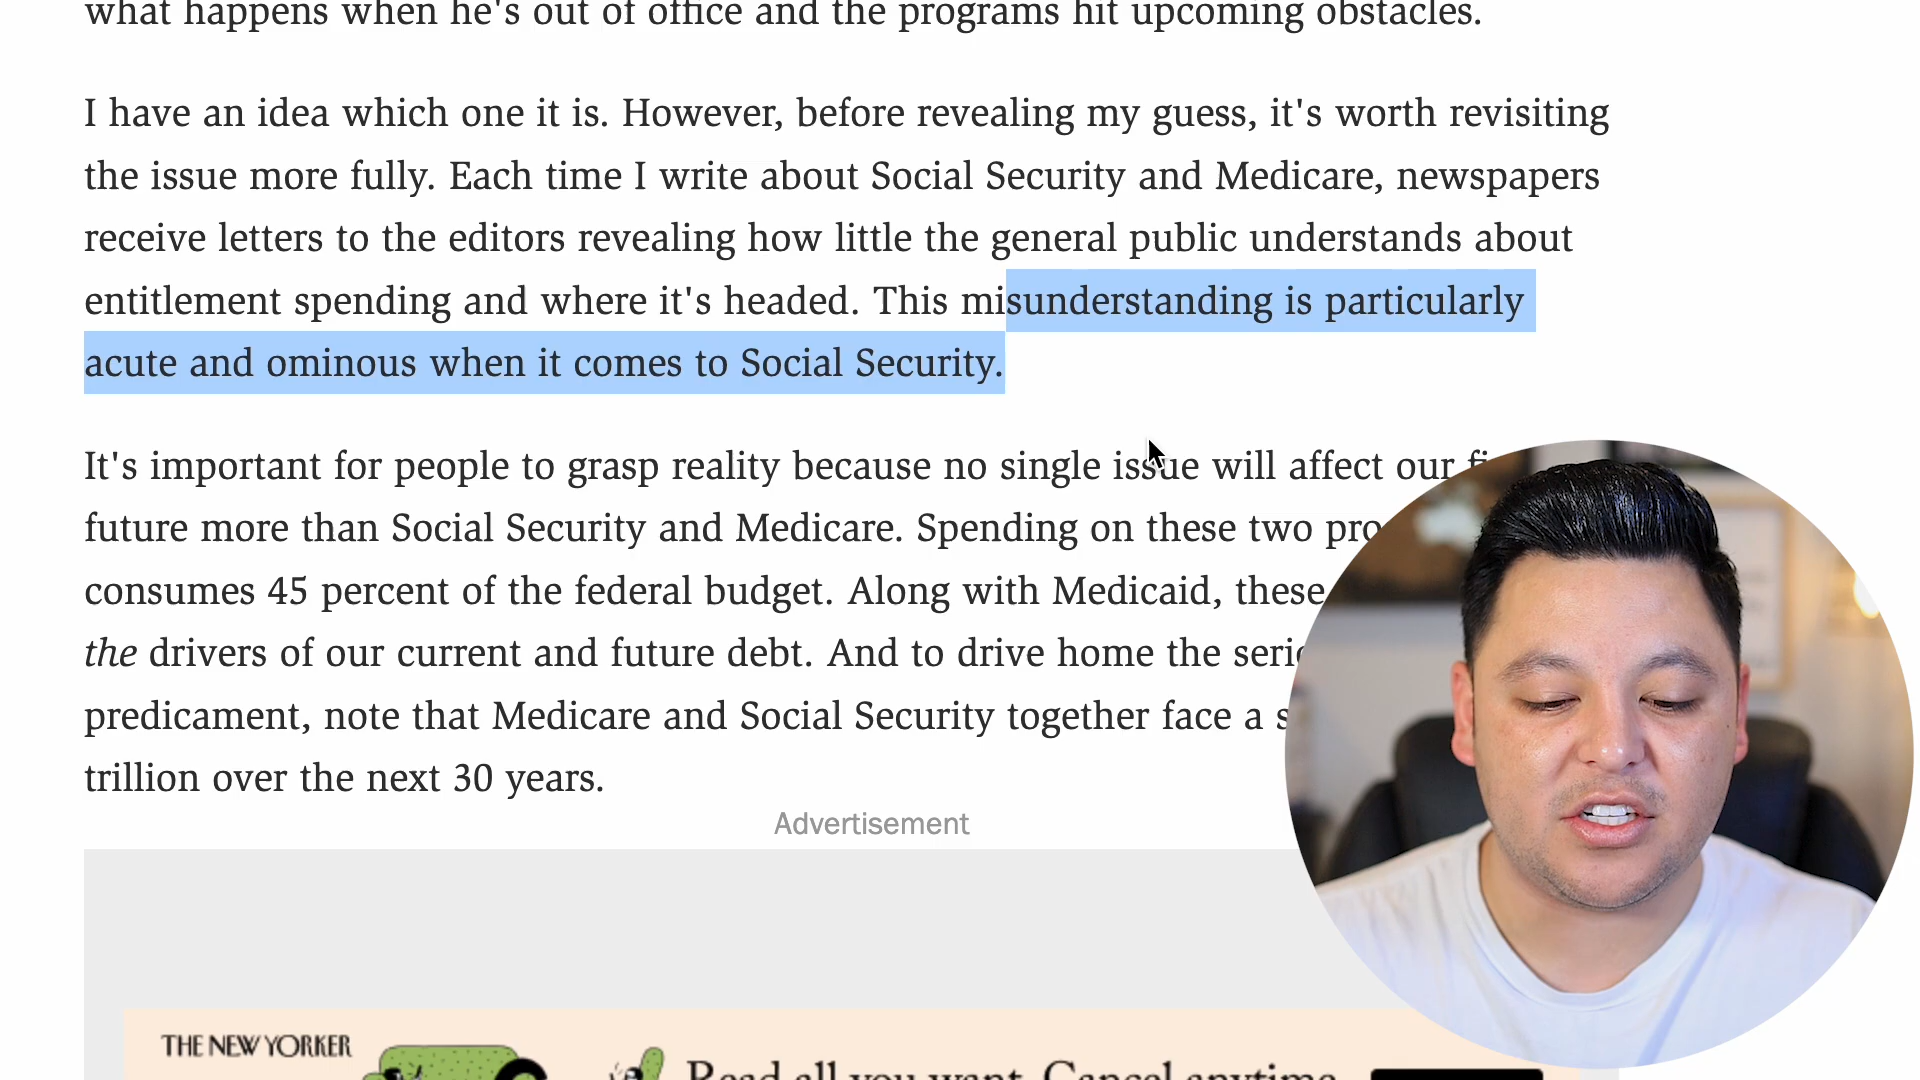 what happens when he's out of office and the programs hit upcoming obstacles.
I have an idea which one it is. However, before revealing my guess, it's worth revisiting
the issue more fully. Each time I write about Social Security and Medicare, newspapers
receive letters to the editors revealing how little the general public understands about
entitlement spending and where it's headed. This misunderstanding is particularly
acute and ominous when it comes to Social Security.
It's important for people to grasp reality because no single issue will affect our
future more than Social Security and Medicare. Spending on these two
consumes 45 percent of the federal budget. Along with Medicaid, these
the drivers of our current and future debt. And to drive home the
predicament, note that Medicare and Social Security together face a
trillion over the next 30 years.
Advertisement
THE NEW YORKER
Read all you want. Cancel anytime.